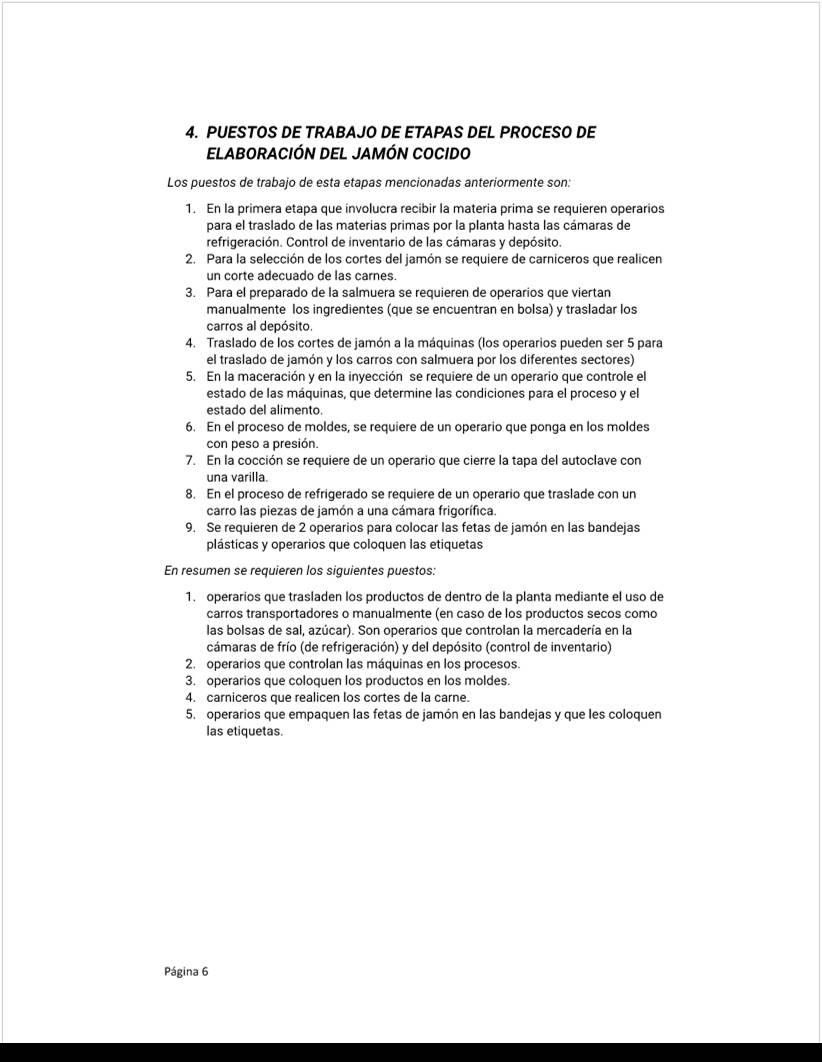 4. PUESTOS DE TRABAJO DE ETAPAS DEL PROCESO DE
ELABORACIÓN DEL JAMÓN COCIDO
Los puestos de trabajo de esta etapas mencionadas anteriormente son:
1. En la primera etapa que involucra recibir la materia prima se requieren operarios
para el traslado de las materias primas por la planta hasta las cámaras de
refrigeración. Control de inventario de las cámaras y depósito.
2. Para la selección de los cortes del jamón se requiere de carniceros que realicen
un corte adecuado de las carnes.
3. Para el preparado de la salmuera se requieren de operarios que viertan
manualmente los ingredientes (que se encuentran en bolsa) y trasladar los
carros al depósito.
4. Traslado de los cortes de jamón a la máquinas (los operarios pueden ser 5 para
el traslado de jamón y los carros con salmuera por los diferentes sectores)
5. En la maceración y en la inyección se requiere de un operario que controle el
estado de las máquinas, que determine las condiciones para el proceso y el
estado del alimento.
6. En el proceso de moldes, se requiere de un operario que ponga en los moldes
con peso a presión.
7. En la cocción se requiere de un operario que cierre la tapa del autoclave con
una varilla.
8. En el proceso de refrigerado se requiere de un operario que traslade con un
carro las piezas de jamón a una cámara frigorífica.
9. Se requieren de 2 operarios para colocar las fetas de jamón en las bandejas
plásticas y operarios que coloquen las etiquetas
En resumen se requieren los siguientes puestos:
1. operarios que trasladen los productos de dentro de la planta mediante el uso de
carros transportadores o manualmente (en caso de los productos secos como
las bolsas de sal, azúcar). Son operarios que controlan la mercadería en la
cámaras de frío (de refrigeración) y del depósito (control de inventario)
2. operarios que controlan las máquinas en los procesos.
3. operarios que coloquen los productos en los moldes.
4. carniceros que realicen los cortes de la carne.
5. operarios que empaquen las fetas de jamón en las bandejas y que les coloquen
las etiquetas.
Página 6